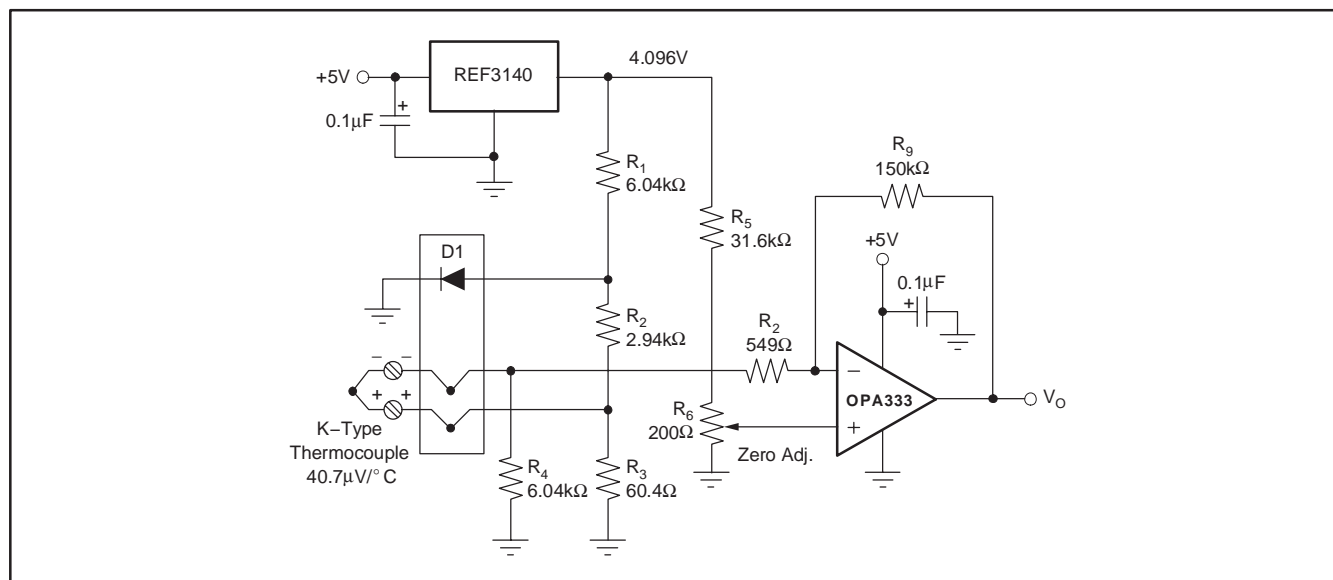 4.096V
+5V
REF3140
+
0.1μF
R1
6.04kΩ
R9
150kΩ
R5
31.6kΩ
+5V
D1
0.1μF
+
R2
2.94kΩ
R2
549Ω
− −
−
OPA333
VO
+ +
R6
200Ω
+
K−Type
Thermocouple
40.7μV/°C
Zero Adj.
R4
6.04kΩ
R3
60.4Ω